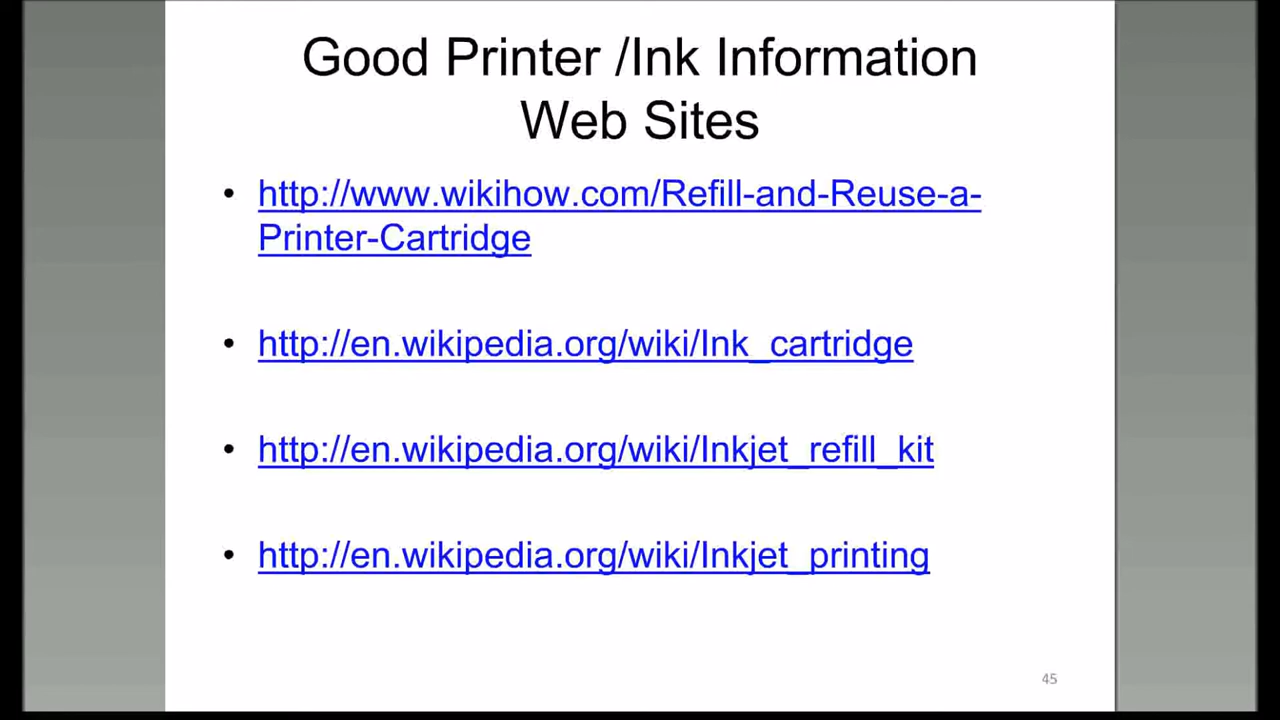 Good Printer /Ink Information
Web Sites
• http://www.wikihow.com/Refill-and-Reuse-a-
Printer-Cartridge
• http://en.wikipedia.org/wiki/Ink_cartridge
• http://en.wikipedia.org/wiki/Inkjet_refill_kit
• http://en.wikipedia.org/wiki/Inkjet_printing
45